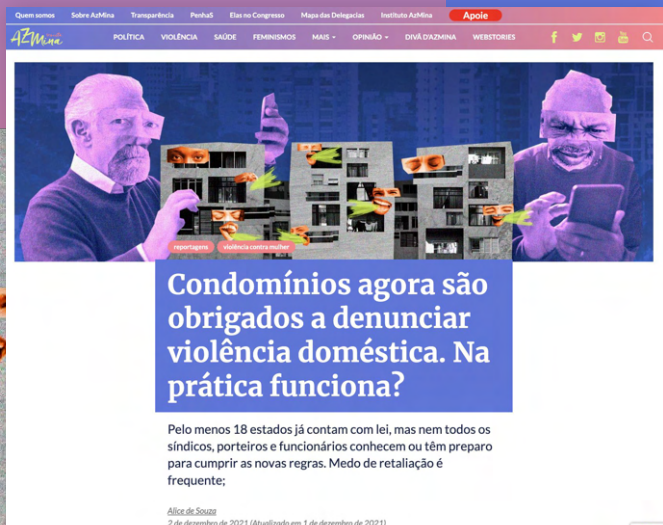 Quem somos Sobre AzMina Transparência PenhaS Elas no Congresso Mapa das Delegacias Instituto AzMina Apoie
AZMina
POLÍTICA VIOLÊNCIA SAÚDE FEMINISMOS MAIS OPINIÃO DIVÃ D'AZMINA WEBSTORIES
reportagens violência contra mulher
Condomínios agora são
obrigados a denunciar
violência doméstica. Na
prática funciona?
Pelo menos 18 estados já contam com lei, mas nem todos os
síndicos, porteiros e funcionários conhecem ou têm preparo
para cumprir as novas regras. Medo de retaliação é
frequente;
Alice de Souza
2 de dezembro de 2021 (Atualizado em 1 de dezembro de 2021)